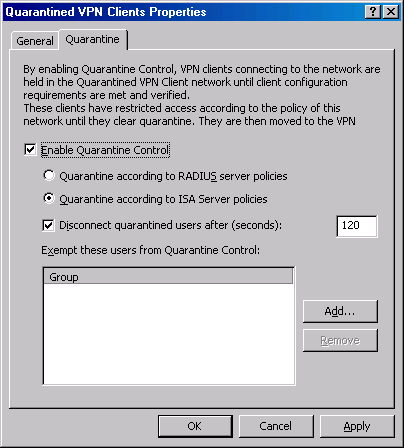 Quarantined VPN Clients Properties
General Quarantine
By enabling Quarantine Control, VPN clients connecting to the network are
held in the Quarantined VPN Client network until client configuration
requirements are met and verified.
These clients have restricted access according to the policy of this
network until they clear quarantine. They are then moved to the VPN
Enable Quarantine Control
Quarantine according to RADIUS server policies
Quarantine according to ISA Server policies
Disconnect quarantined users after (seconds): 120
Exempt these users from Quarantine Control:
Group
Add...
Remove
OK Cancel Apply